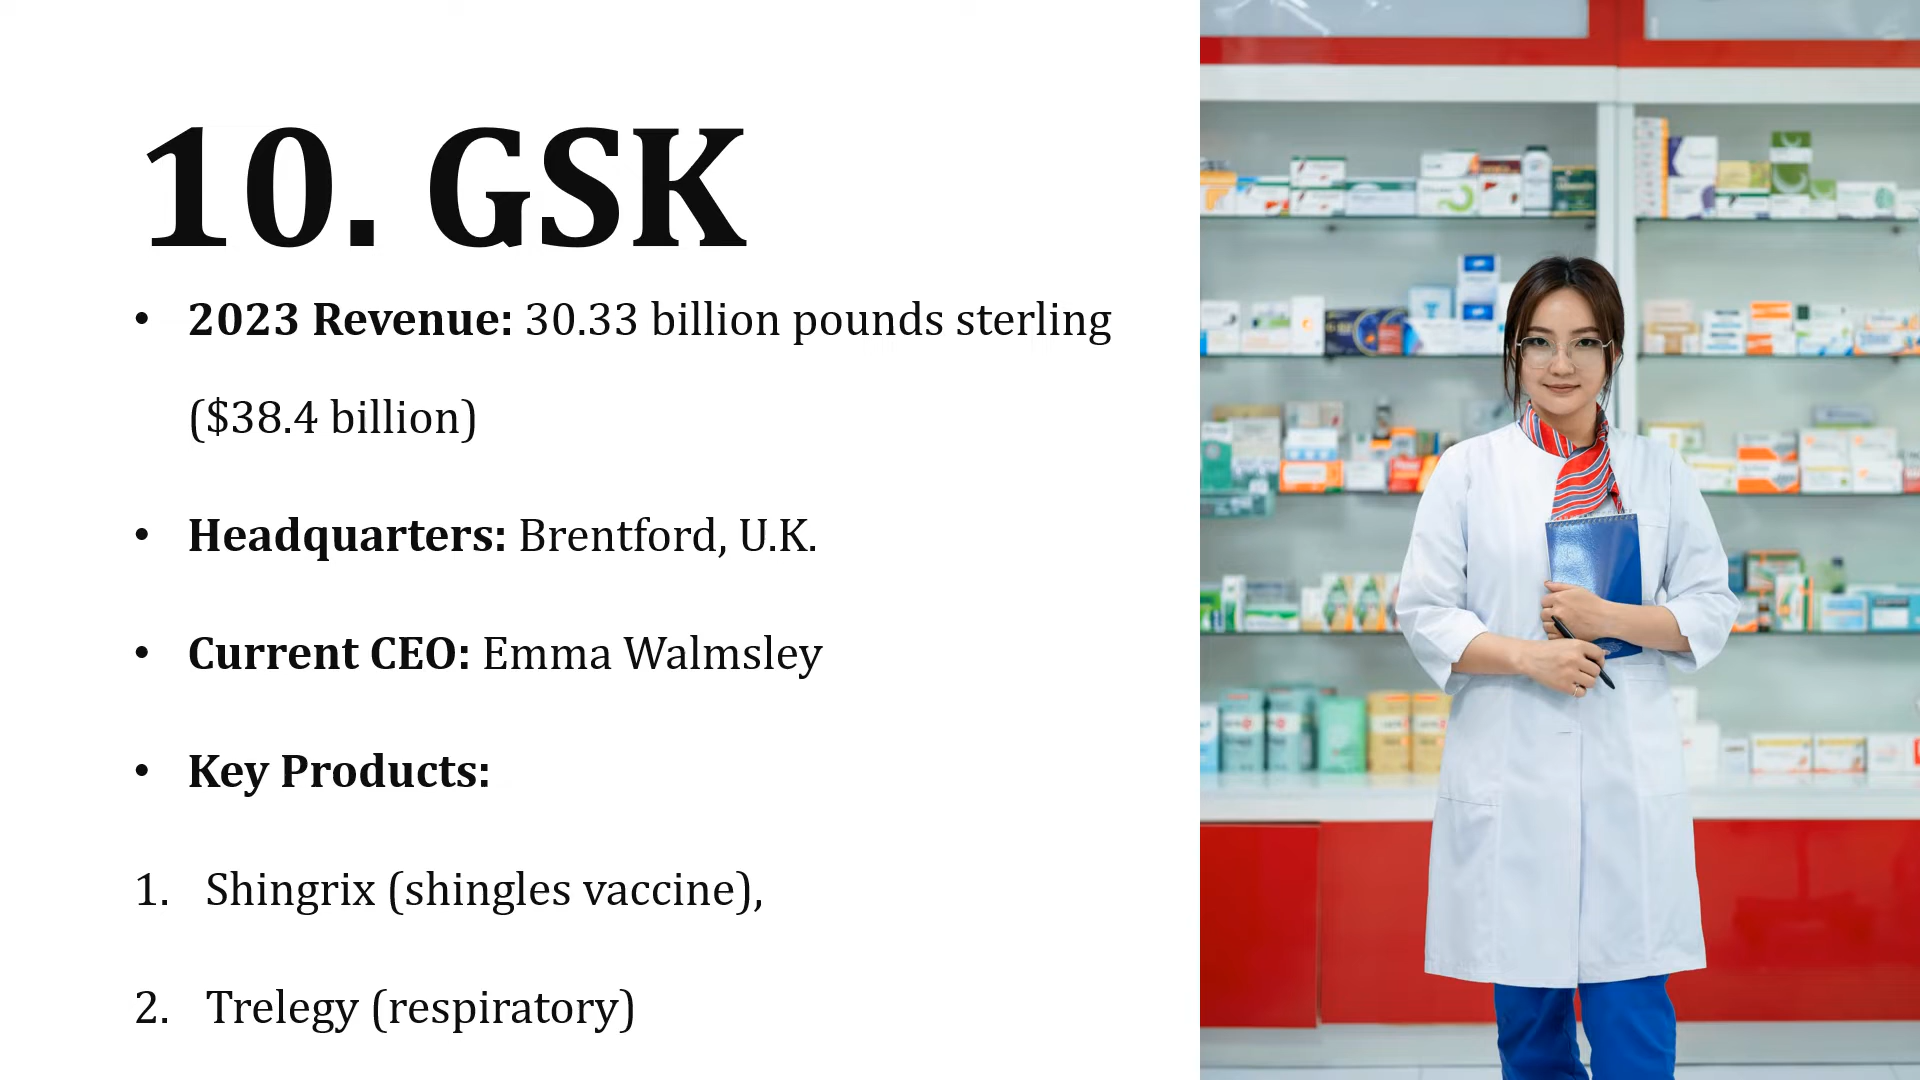 10. GSK
• 2023 Revenue: 30.33 billion pounds sterling
($38.4 billion)
• Headquarters: Brentford, U.K.
• Current CEO: Emma Walmsley
• Key Products:
1. Shingrix (shingles vaccine),
2. Trelegy (respiratory)